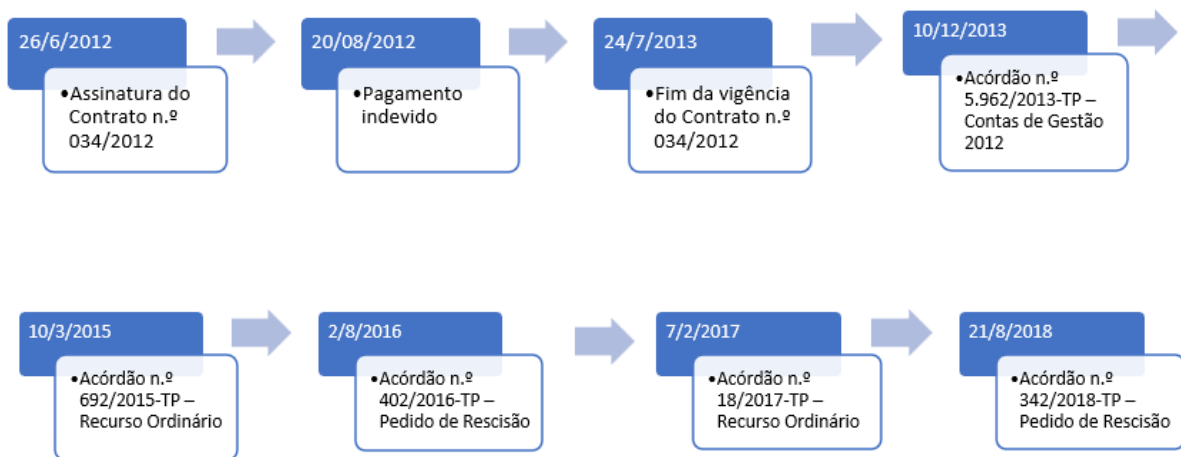 26/6/2012
•Assinatura do
Contrato n.º
034/2012
20/08/2012
•Pagamento
indevido
24/7/2013
•Fim da vigência
do Contrato n.º
034/2012
10/12/2013
•Acórdão n.º
5.962/2013-TP –
Contas de Gestão
2012
10/3/2015
•Acórdão n.º
692/2015-TP –
Recurso Ordinário
2/8/2016
•Acórdão n.º
402/2016-TP –
Pedido de Rescisão
7/2/2017
•Acórdão n.º
18/2017-TP –
Recurso Ordinário
21/8/2018
•Acórdão n.º
342/2018-TP –
Pedido de Rescisão